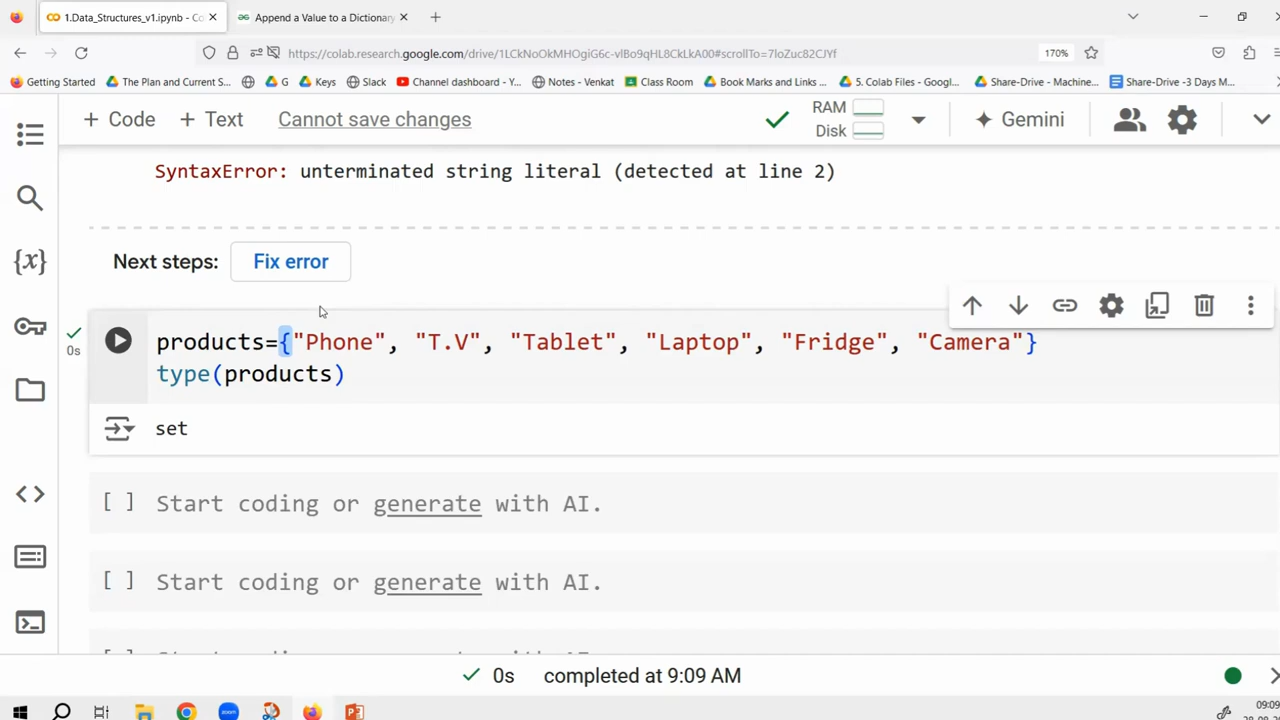 1.Data_Structures_v1.ipynb - Co
Append a Value to a Dictionary
https://colab.research.google.com/drive/1LCkNoOkMHOgiG6c-vlBo9qHL8CkLkA00#scrollTo=7loZuc82CJYf
170%
Getting Started
The Plan and Current S...
G
Keys
Slack
Channel dashboard - Y...
Notes - Venkat
Class Room
Book Marks and Links ...
5. Colab Files - Googl...
Share-Drive - Machine...
Share-Drive -3 Days M...
+ Code
+ Text
Cannot save changes
RAM
Disk
Gemini
SyntaxError: unterminated string literal (detected at line 2)
Next steps:
Fix error
products={"Phone", "T.V", "Tablet", "Laptop", "Fridge", "Camera"}
0s
type(products)
set
[ ] Start coding or generate with AI.
[ ] Start coding or generate with AI.
0s completed at 9:09 AM
zoom
09:09